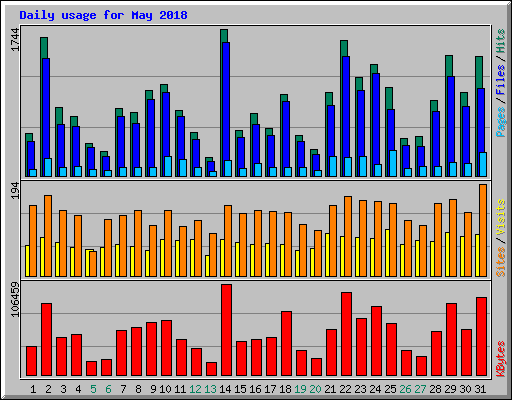 Daily usage for May 2018
1744
Pages / Files / Hits
194
Sites / Visits
106459
KBytes
1 2 3 4 5 6 7 8 9 10 11 12 13 14 15 16 17 18 19 20 21 22 23 24 25 26 27 28 29 30 31